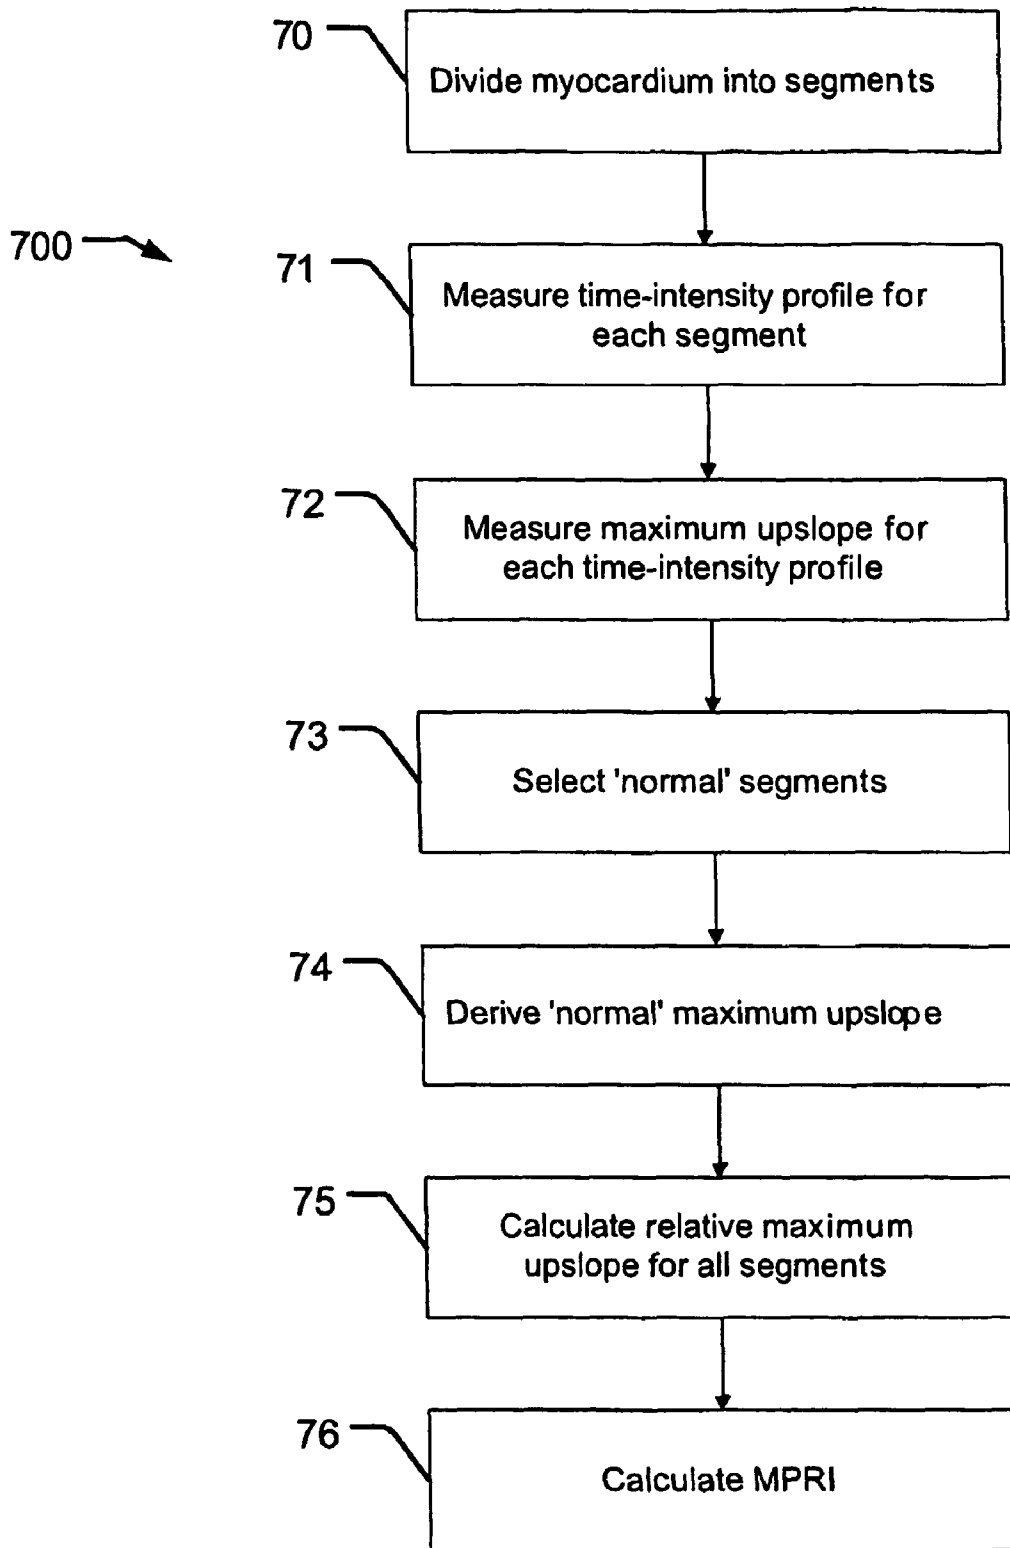 70
Divide myocardium into segments
700
71
Measure time-intensity profile for
each segment
72
Measure maximum upslope for
each time-intensity profile
73
Select 'normal' segments
74
Derive 'normal' maximum upslope
75
Calculate relative maximum
upslope for all segments
76
Calculate MPRI